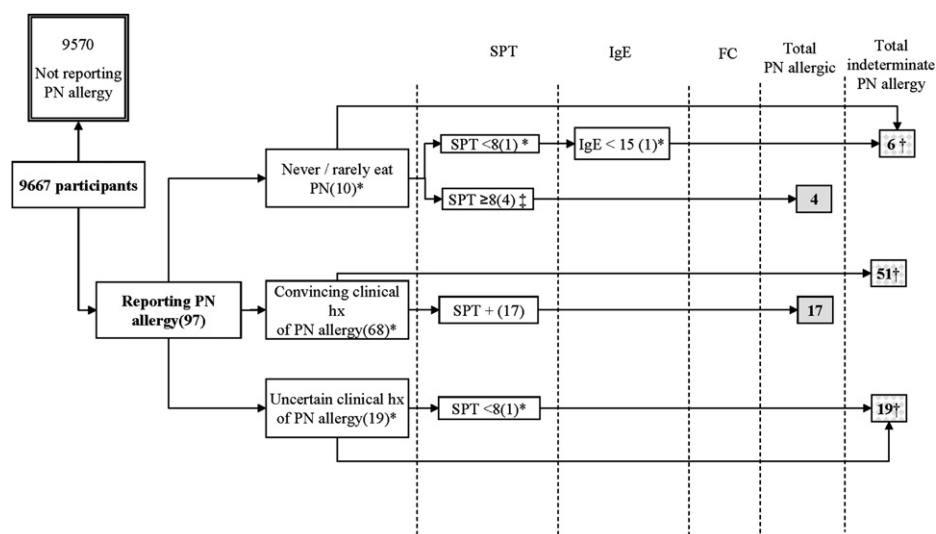 9570
Not reporting
PN allergy
SPT
IgE
FC
Total
PN allergic
Total
indeterminate
PN allergy
9667 participants
Never / rarely eat
PN(10)*
SPT <8(1) *
IgE < 15 (1)*
6 †
SPT ≥8(4) ‡
4
Reporting PN
allergy(97)
Convincing clinical
hx
of PN allergy(68)*
51†
SPT + (17)
17
Uncertain clinical hx
of PN allergy(19)*
SPT <8(1)*
19†